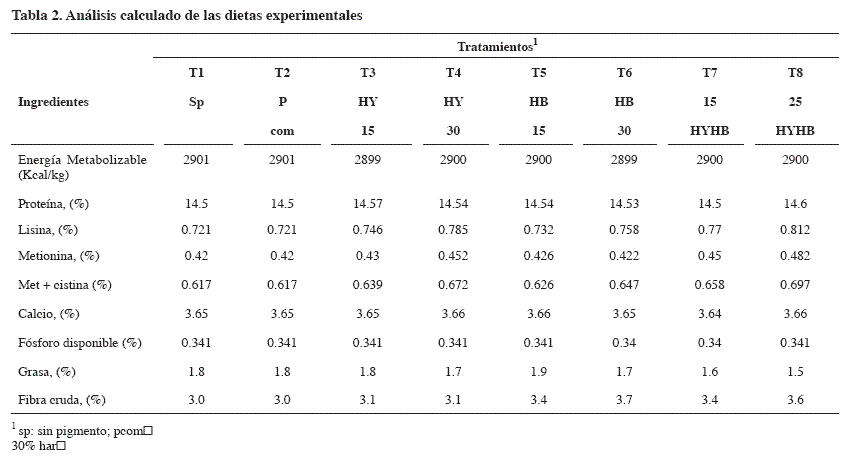 Tabla 2. Análisis calculado de las dietas experimentales
Tratamientos1
T1 T2 T3 T4 T5 T6 T7 T8
Ingredientes Sp P HY HY HB HB 15 25
com 15 30 15 30 HYHB HYHB
Energía Metabolizable (Kcal/kg) 2901 2901 2899 2900 2900 2899 2900 2900
Proteína, (%) 14.5 14.5 14.57 14.54 14.54 14.53 14.5 14.6
Lisina, (%) 0.721 0.721 0.746 0.785 0.732 0.758 0.77 0.812
Metionina, (%) 0.42 0.42 0.43 0.452 0.426 0.422 0.45 0.482
Met + cistina (%) 0.617 0.617 0.639 0.672 0.626 0.647 0.658 0.697
Calcio, (%) 3.65 3.65 3.65 3.66 3.66 3.65 3.64 3.66
Fósforo disponible (%) 0.341 0.341 0.341 0.341 0.341 0.34 0.34 0.341
Grasa, (%) 1.8 1.8 1.8 1.7 1.9 1.7 1.6 1.5
Fibra cruda, (%) 3.0 3.0 3.1 3.1 3.4 3.7 3.4 3.6
1 sp: sin pigmento; pcom□
30% har□